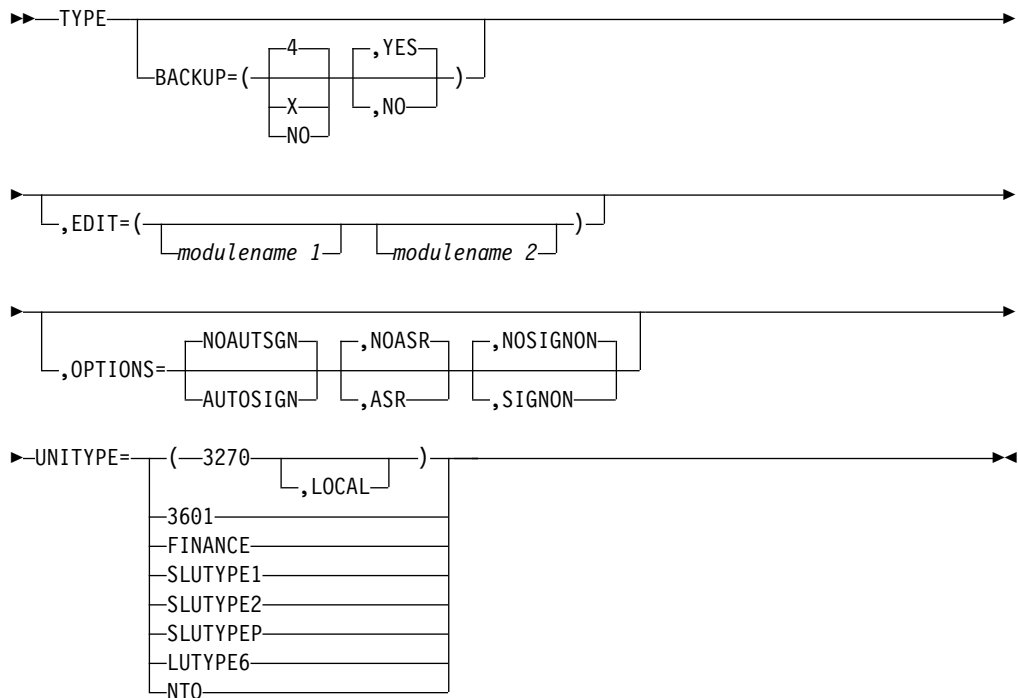 TYPE
4 ,YES
BACKUP=( )
X ,NO
NO
,EDIT=( )
modulename 1 modulename 2
NOAUTSGN ,NOASR ,NOSIGNON
,OPTIONS=
AUTOSIGN ,ASR ,SIGNON
UNITYPE= ( 3270 )
,LOCAL
3601
FINANCE
SLUTYPE1
SLUTYPE2
SLUTYPEP
LUTYPE6
NTO